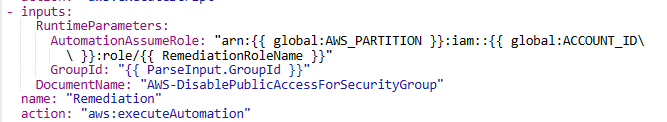 - inputs:
RuntimeParameters:
AutomationAssumeRole: "arn:{{ global:AWS_PARTITION }}:iam::{{ global:ACCOUNT_ID\
\ }}:role/{{ RemediationRoleName }}"
GroupId: "{{ ParseInput.GroupId }}"
DocumentName: "AWS-DisablePublicAccessForSecurityGroup"
name: "Remediation"
action: "aws:executeAutomation"